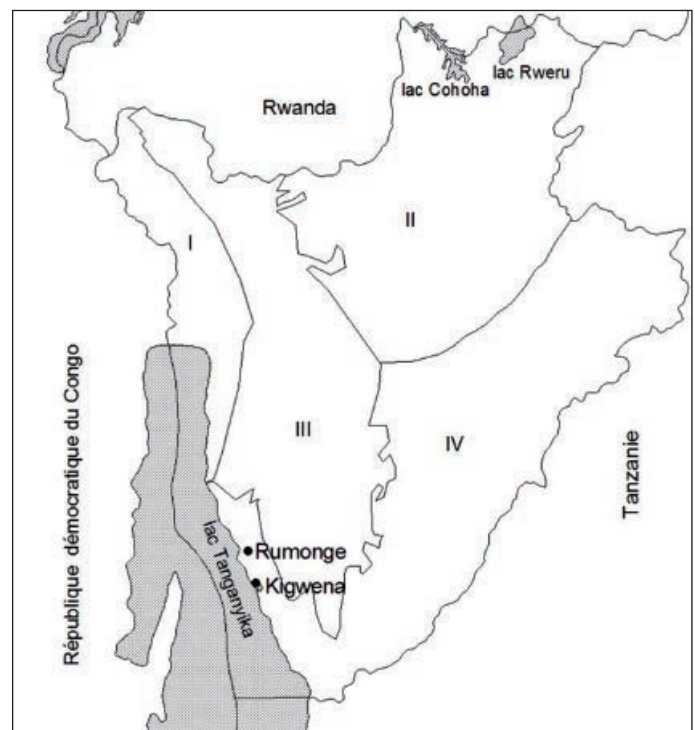 lac Cohoha
lac Rweru
Rwanda
II
I
République démocratique du Congo
III
IV
Tanzanie
lac Tanganyika
Rumonge
Kigwena